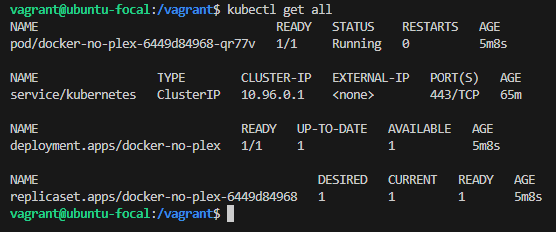 vagrant@ubuntu-focal:/vagrant$ kubectl get all
NAME READY STATUS RESTARTS AGE
pod/docker-no-plex-6449d84968-qr77v 1/1 Running 0 5m8s
NAME TYPE CLUSTER-IP EXTERNAL-IP PORT(S) AGE
service/kubernetes ClusterIP 10.96.0.1 <none> 443/TCP 65m
NAME READY UP-TO-DATE AVAILABLE AGE
deployment.apps/docker-no-plex 1/1 1 1 5m8s
NAME DESIRED CURRENT READY AGE
replicaset.apps/docker-no-plex-6449d84968 1 1 1 5m8s
vagrant@ubuntu-focal:/vagrant$